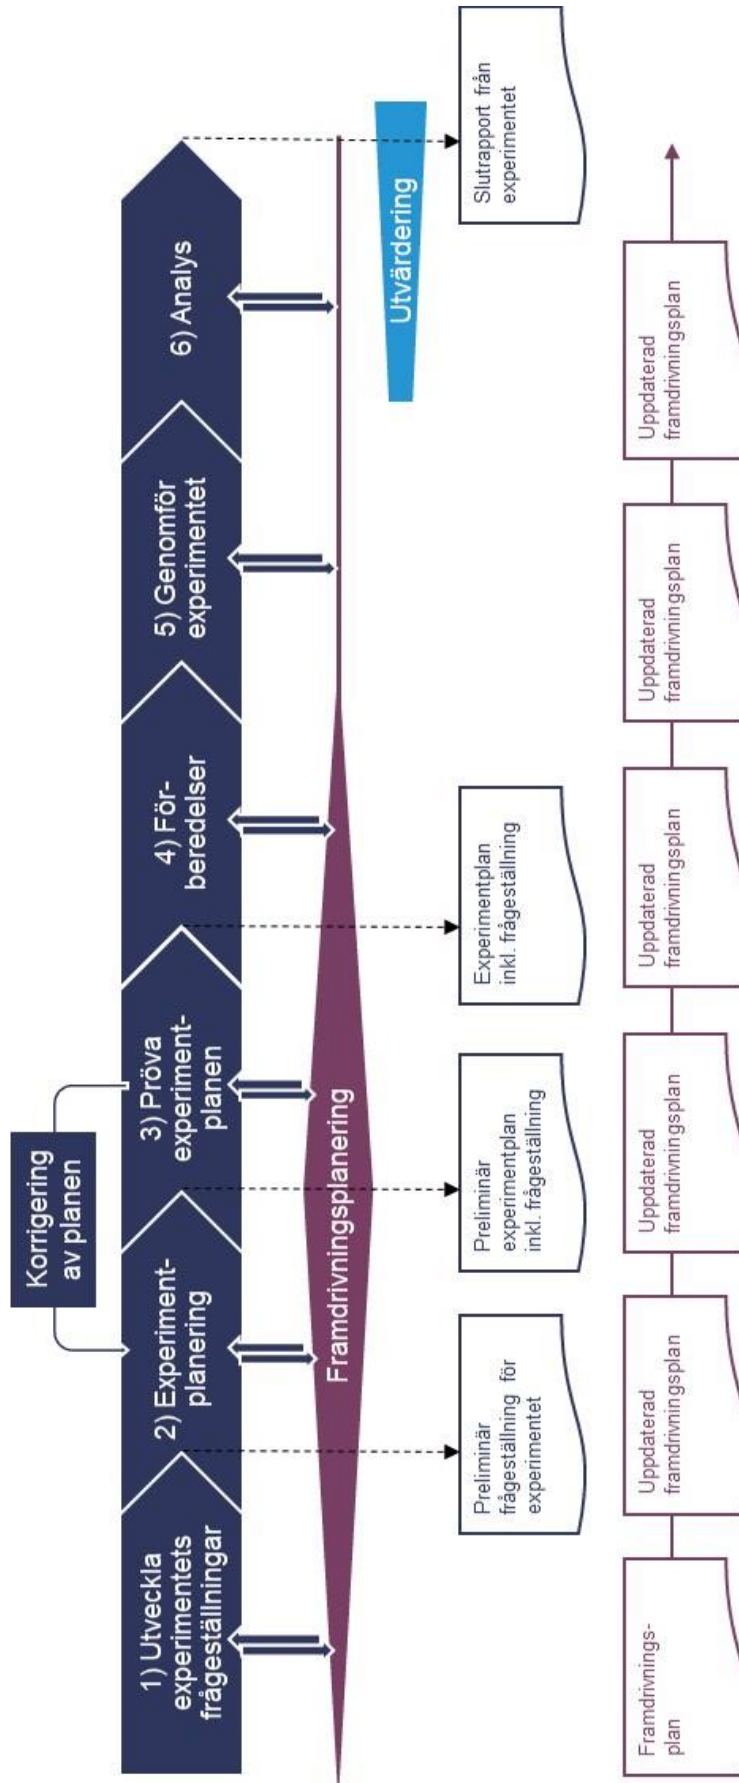 Korrigering
av planen
1) Utveckla
experimentets
frågeställningar
2) Experiment-
planering
3) Pröva
experiment-
planen
4) För-
beredelser
5) Genomför
experimentet
6) Analys
Framdrivningsplanering
Utvärdering
Preliminär
frågeställning för
experimentet
Preliminär
experimentplan
inkl. frågeställning
Experimentplan
inkl. frågeställning
Slutrapport från
experimentet
Framdrivnings-
plan
Uppdaterad
framdrivningsplan
Uppdaterad
framdrivningsplan
Uppdaterad
framdrivningsplan
Uppdaterad
framdrivningsplan
Uppdaterad
framdrivningsplan